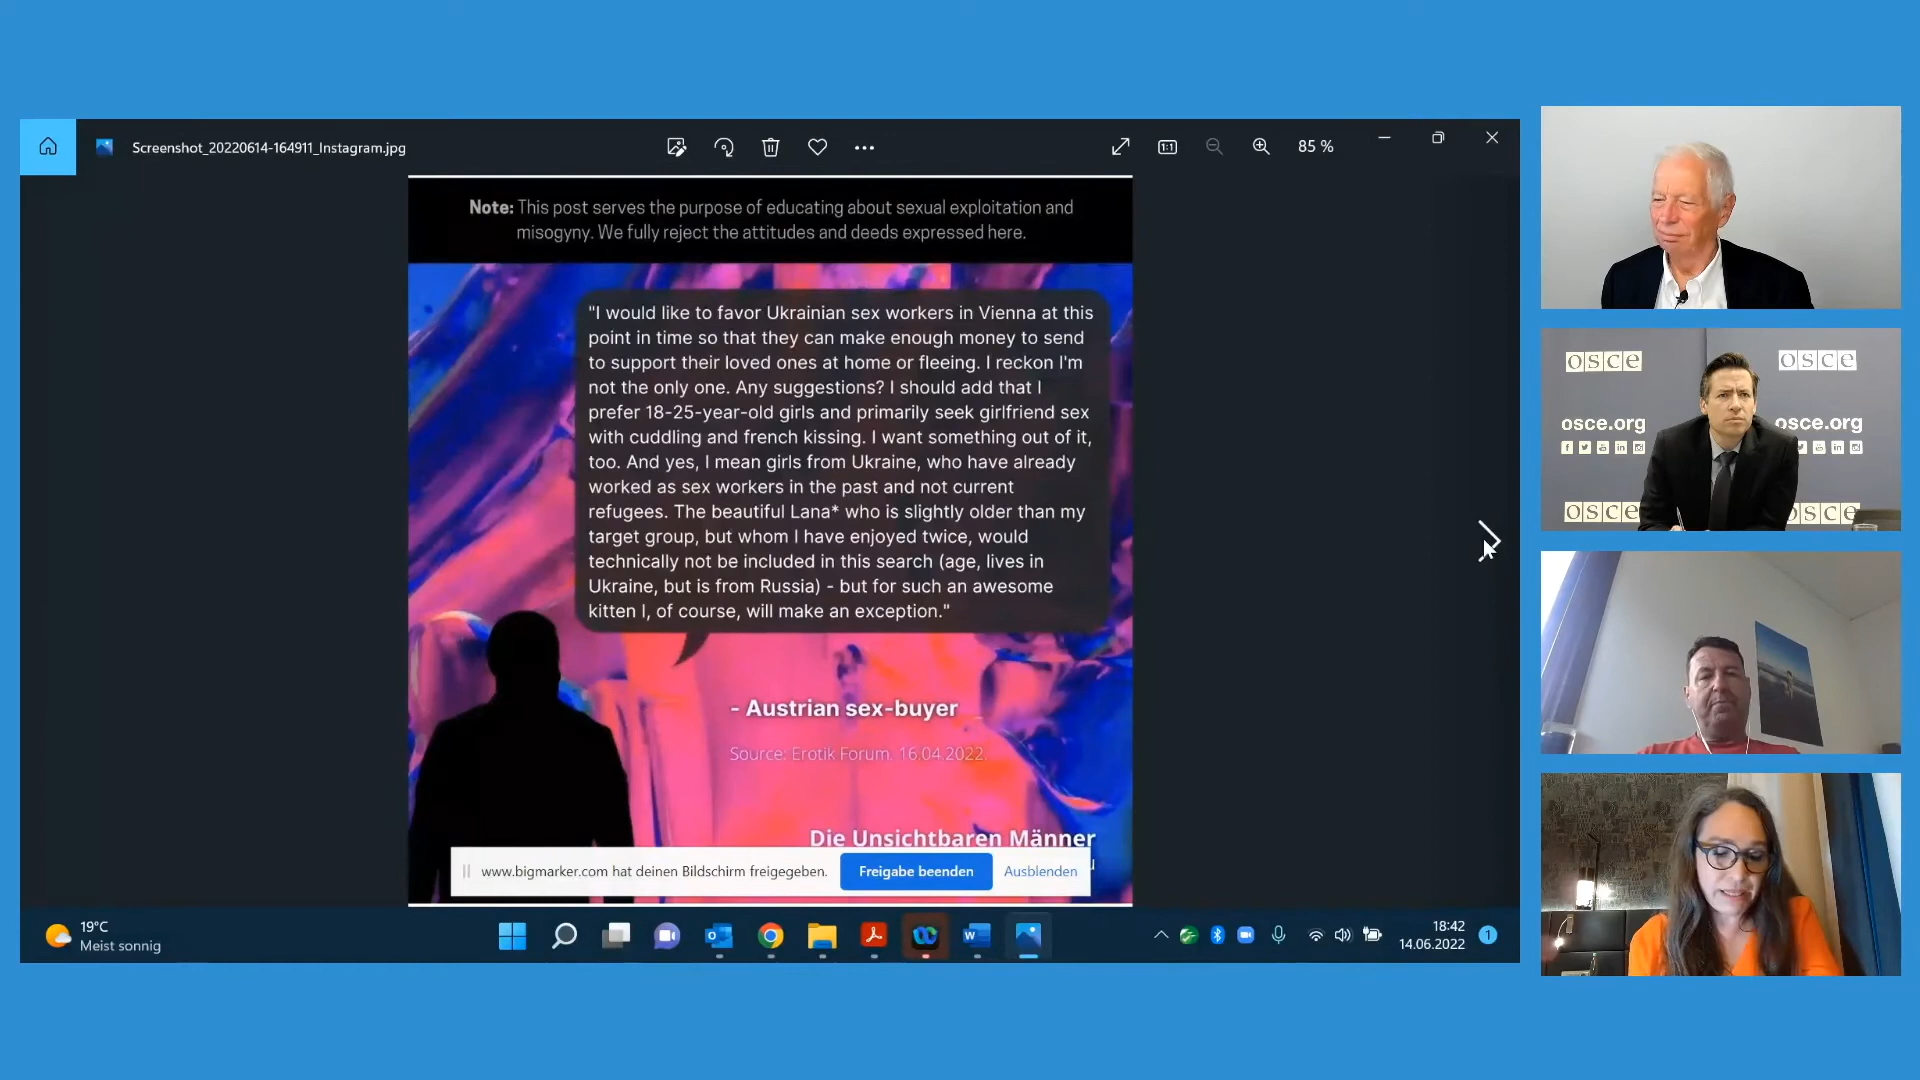 Screenshot_20220614-164911_Instagram.jpg
1:1
85 %
Note: This post serves the purpose of educating about sexual exploitation and
misogyny. We fully reject the attitudes and deeds expressed here.
"I would like to favor Ukrainian sex workers in Vienna at this
point in time so that they can make enough money to send
to support their loved ones at home or fleeing. I reckon I'm
not the only one. Any suggestions? I should add that I
prefer 18-25-year-old girls and primarily seek girlfriend sex
with cuddling and french kissing. I want something out of it,
too. And yes, I mean girls from Ukraine, who have already
worked as sex workers in the past and not current
refugees. The beautiful Lana* who is slightly older than my
target group, but whom I have enjoyed twice, would
technically not be included in this search (age, lives in
Ukraine, but is from Russia) - but for such an awesome
kitten I, of course, will make an exception."
- Austrian sex-buyer
Source: Erotik Forum. 16.04.2022.
Die Unsichtbaren Männer
www.bigmarker.com hat deinen Bildschirm freigegeben.
Freigabe beenden
Ausblenden
19°C
Meist sonnig
18:42
14.06.2022
1
osce
osce
osce.org
osce.org
osce
osce